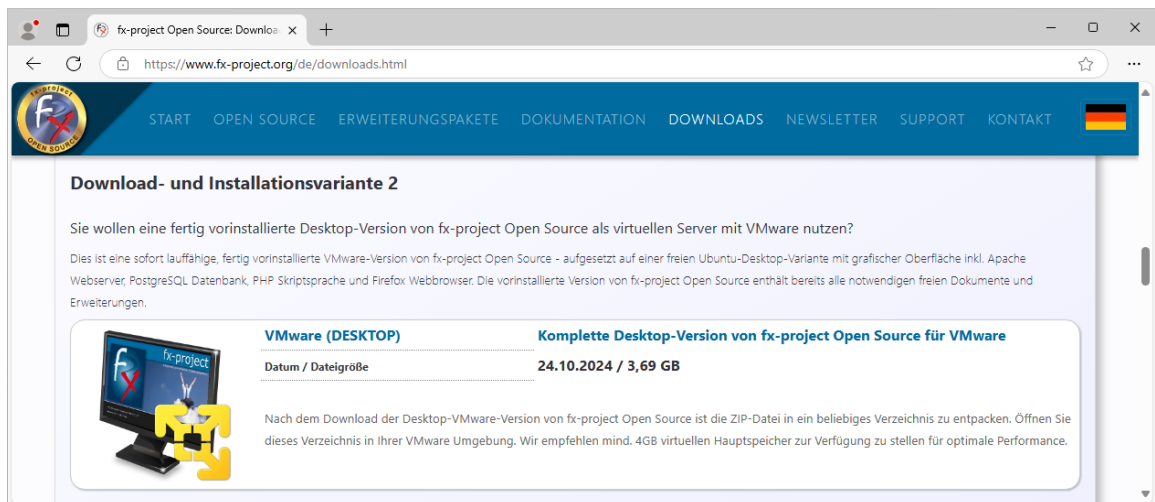 fx-project Open Source: Downloa
https://www.fx-project.org/de/downloads.html
fx-project
OPEN SOURCE
START OPEN SOURCE ERWEITERUNGSPAKETE DOKUMENTATION DOWNLOADS NEWSLETTER SUPPORT KONTAKT
Download- und Installationsvariante 2
Sie wollen eine fertig vorinstallierte Desktop-Version von fx-project Open Source als virtuellen Server mit VMware nutzen?
Dies ist eine sofort lauffähige, fertig vorinstallierte VMware-Version von fx-project Open Source - aufgesetzt auf einer freien Ubuntu-Desktop-Variante mit grafischer Oberfläche inkl. Apache
Webserver, PostgreSQL Datenbank, PHP Skriptsprache und Firefox Webbrowser. Die vorinstallierte Version von fx-project Open Source enthält bereits alle notwendigen freien Dokumente und
Erweiterungen.
fx-project
VMware (DESKTOP) Komplette Desktop-Version von fx-project Open Source für VMware
Datum / Dateigröße 24.10.2024 / 3,69 GB
Nach dem Download der Desktop-VMware-Version von fx-project Open Source ist die ZIP-Datei in ein beliebiges Verzeichnis zu entpacken. Öffnen Sie
dieses Verzeichnis in Ihrer VMware Umgebung. Wir empfehlen mind. 4GB virtuellen Hauptspeicher zur Verfügung zu stellen für optimale Performance.